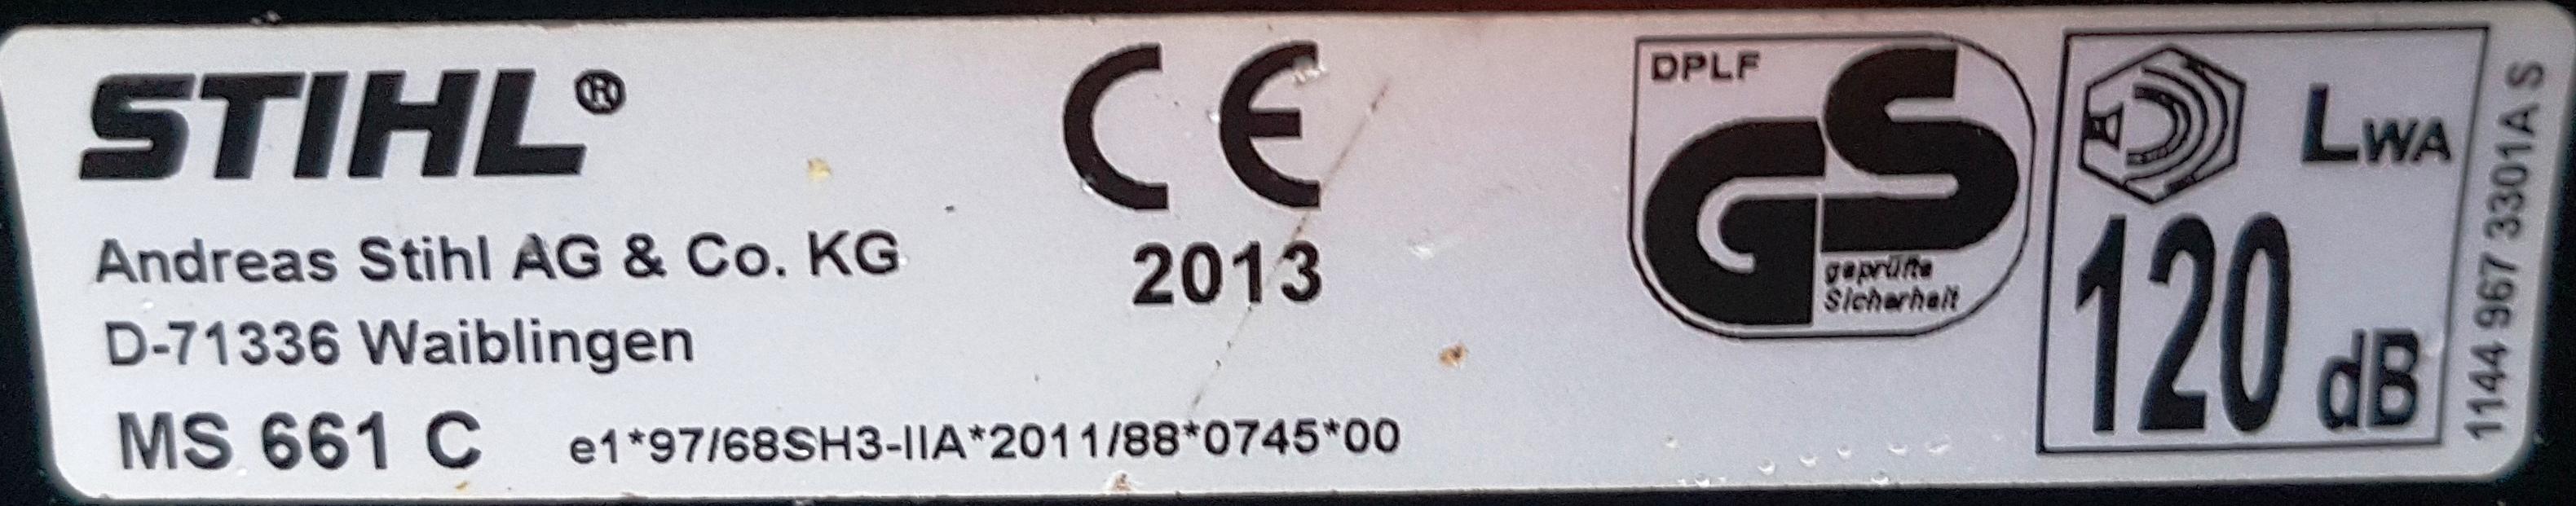 STIHL®
Andreas Stihl AG & Co. KG
D-71336 Waiblingen
MS 661 C
e1*97/68SH3-IIA*2011/88*0745*00
CE
2013
DPLF
GS
geprüfte
Sicherheit
LWA
120 dB
1144 967 3301A S